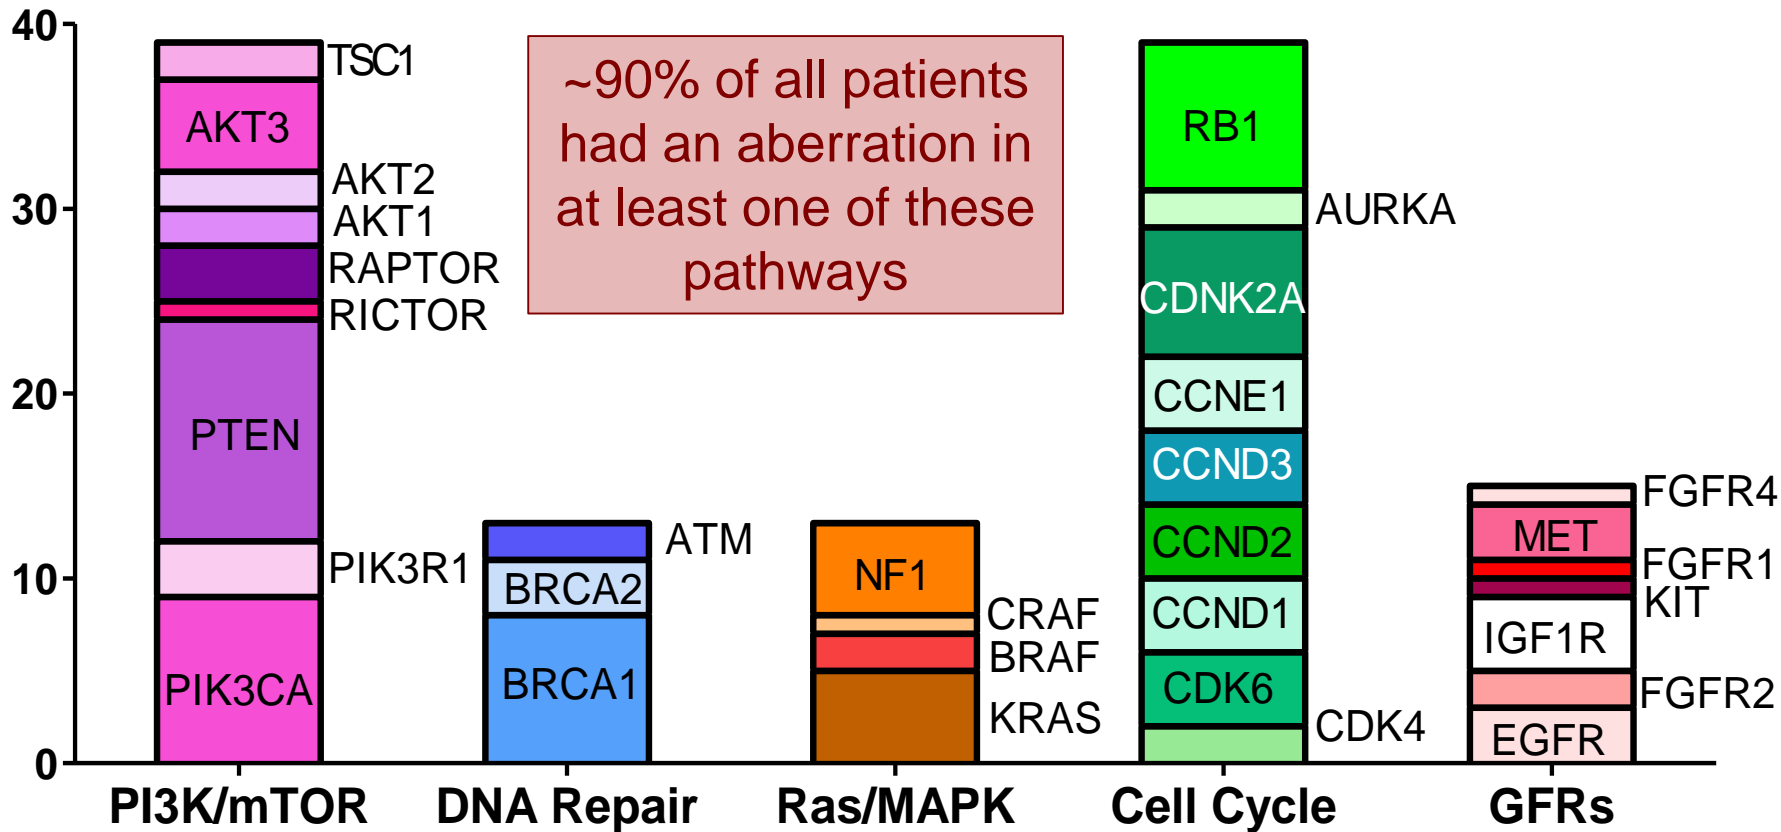 40
30
20
10
0
TSC1
AKT3
AKT2
AKT1
RAPTOR
RICTOR
PTEN
PIK3R1
PIK3CA
~90% of all patients
had an aberration in
at least one of these
pathways
ATM
BRCA2
BRCA1
NF1
CRAF
BRAF
KRAS
RB1
AURKA
CDNK2A
CCNE1
CCND3
CCND2
CCND1
CDK6
CDK4
FGFR4
MET
FGFR1
KIT
IGF1R
FGFR2
EGFR
PI3K/mTOR DNA Repair Ras/MAPK Cell Cycle GFRs